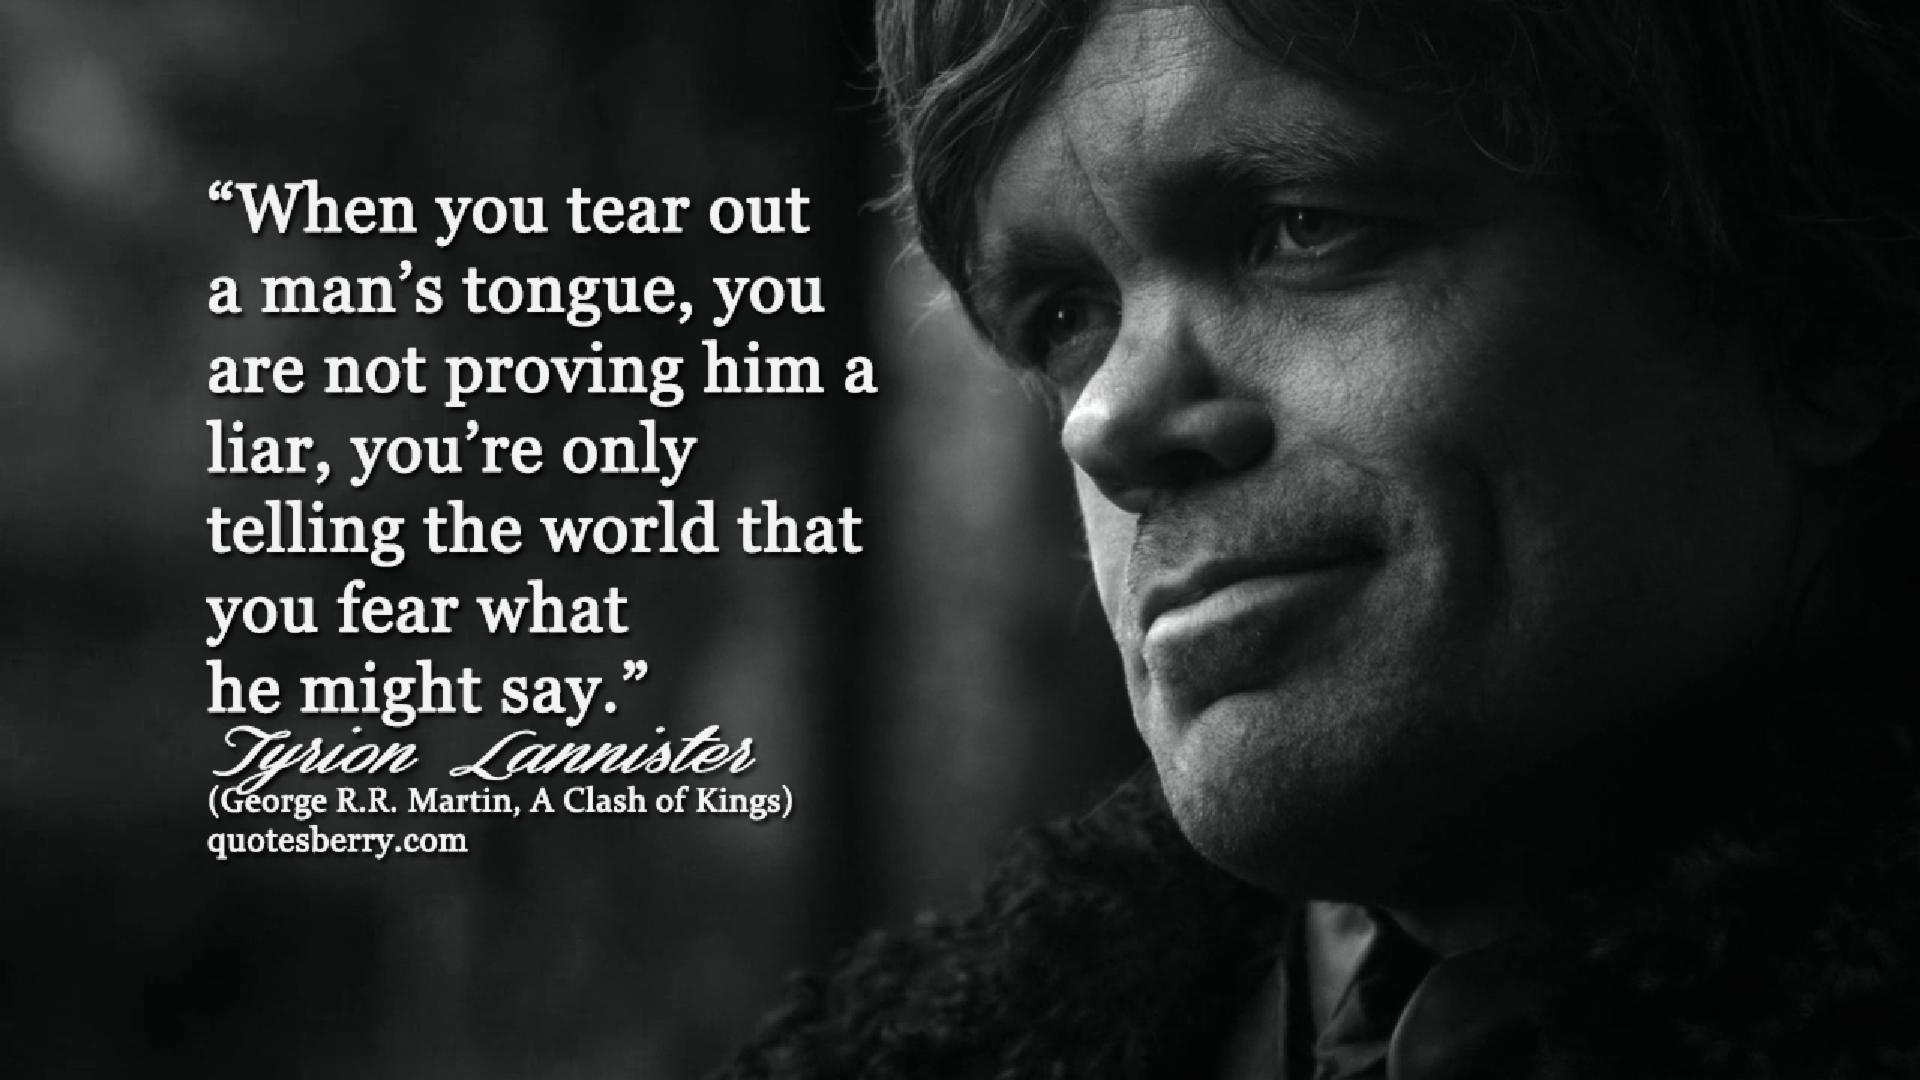 “When you tear out
a man’s tongue, you
are not proving him a
liar, you’re only
telling the world that
you fear what
he might say.”
Tyrion Lannister
(George R.R. Martin, A Clash of Kings)
quotesberry.com